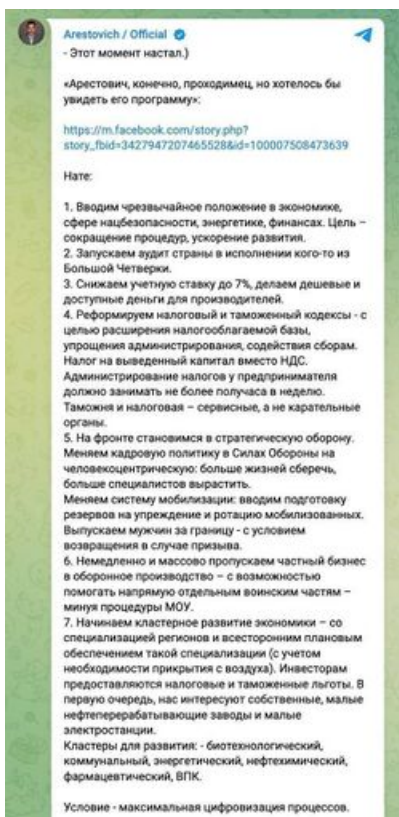 Arestovich / Official
- Этот момент настал.)
«Арестович, конечно, проходимец, но хотелось бы
увидеть его программу»:
https://m.facebook.com/story.php?
story_fbid=3427947207465528&id=100007508473639
Нате:
1. Вводим чрезвычайное положение в экономике,
сфере нацбезопасности, энергетике, финансах. Цель –
сокращение процедур, ускорение развития.
2. Запускаем аудит страны в исполнении кого-то из
Большой Четверки.
3. Снижаем учетную ставку до 7%, делаем дешевые и
доступные деньги для производителей.
4. Реформируем налоговый и таможенный кодексы - с
целью расширения налогооблагаемой базы,
упрощения администрирования, содействия сборам.
Налог на выведенный капитал вместо НДС.
Администрирование налогов у предпринимателя
должно занимать не более получаса в неделю.
Таможня и налоговая – сервисные, а не карательные
органы.
5. На фронте становимся в стратегическую оборону.
Меняем кадровую политику в Силах Обороны на
человекоцентрическую: больше жизней сберечь,
больше специалистов вырастить.
Меняем систему мобилизации: вводим подготовку
резервов на упреждение и ротацию мобилизованных.
Выпускаем мужчин за границу - с условием
возвращения в случае призыва.
6. Немедленно и массово пропускаем частный бизнес
в оборонное производство – с возможностью
помогать напрямую отдельным воинским частям –
минуя процедуры МОУ.
7. Начинаем кластерное развитие экономики – со
специализацией регионов и всесторонним плановым
обеспечением такой специализации (с учетом
необходимости прикрытия с воздуха). Инвесторам
предоставляются налоговые и таможенные льготы. В
первую очередь, нас интересуют собственные, малые
нефтеперерабатывающие заводы и малые
электростанции.
Кластеры для развития: - биотехнологический,
коммунальный, энергетический, нефтехимический,
фармацевтический, ВПК.
Условие - максимальная цифровизация процессов.